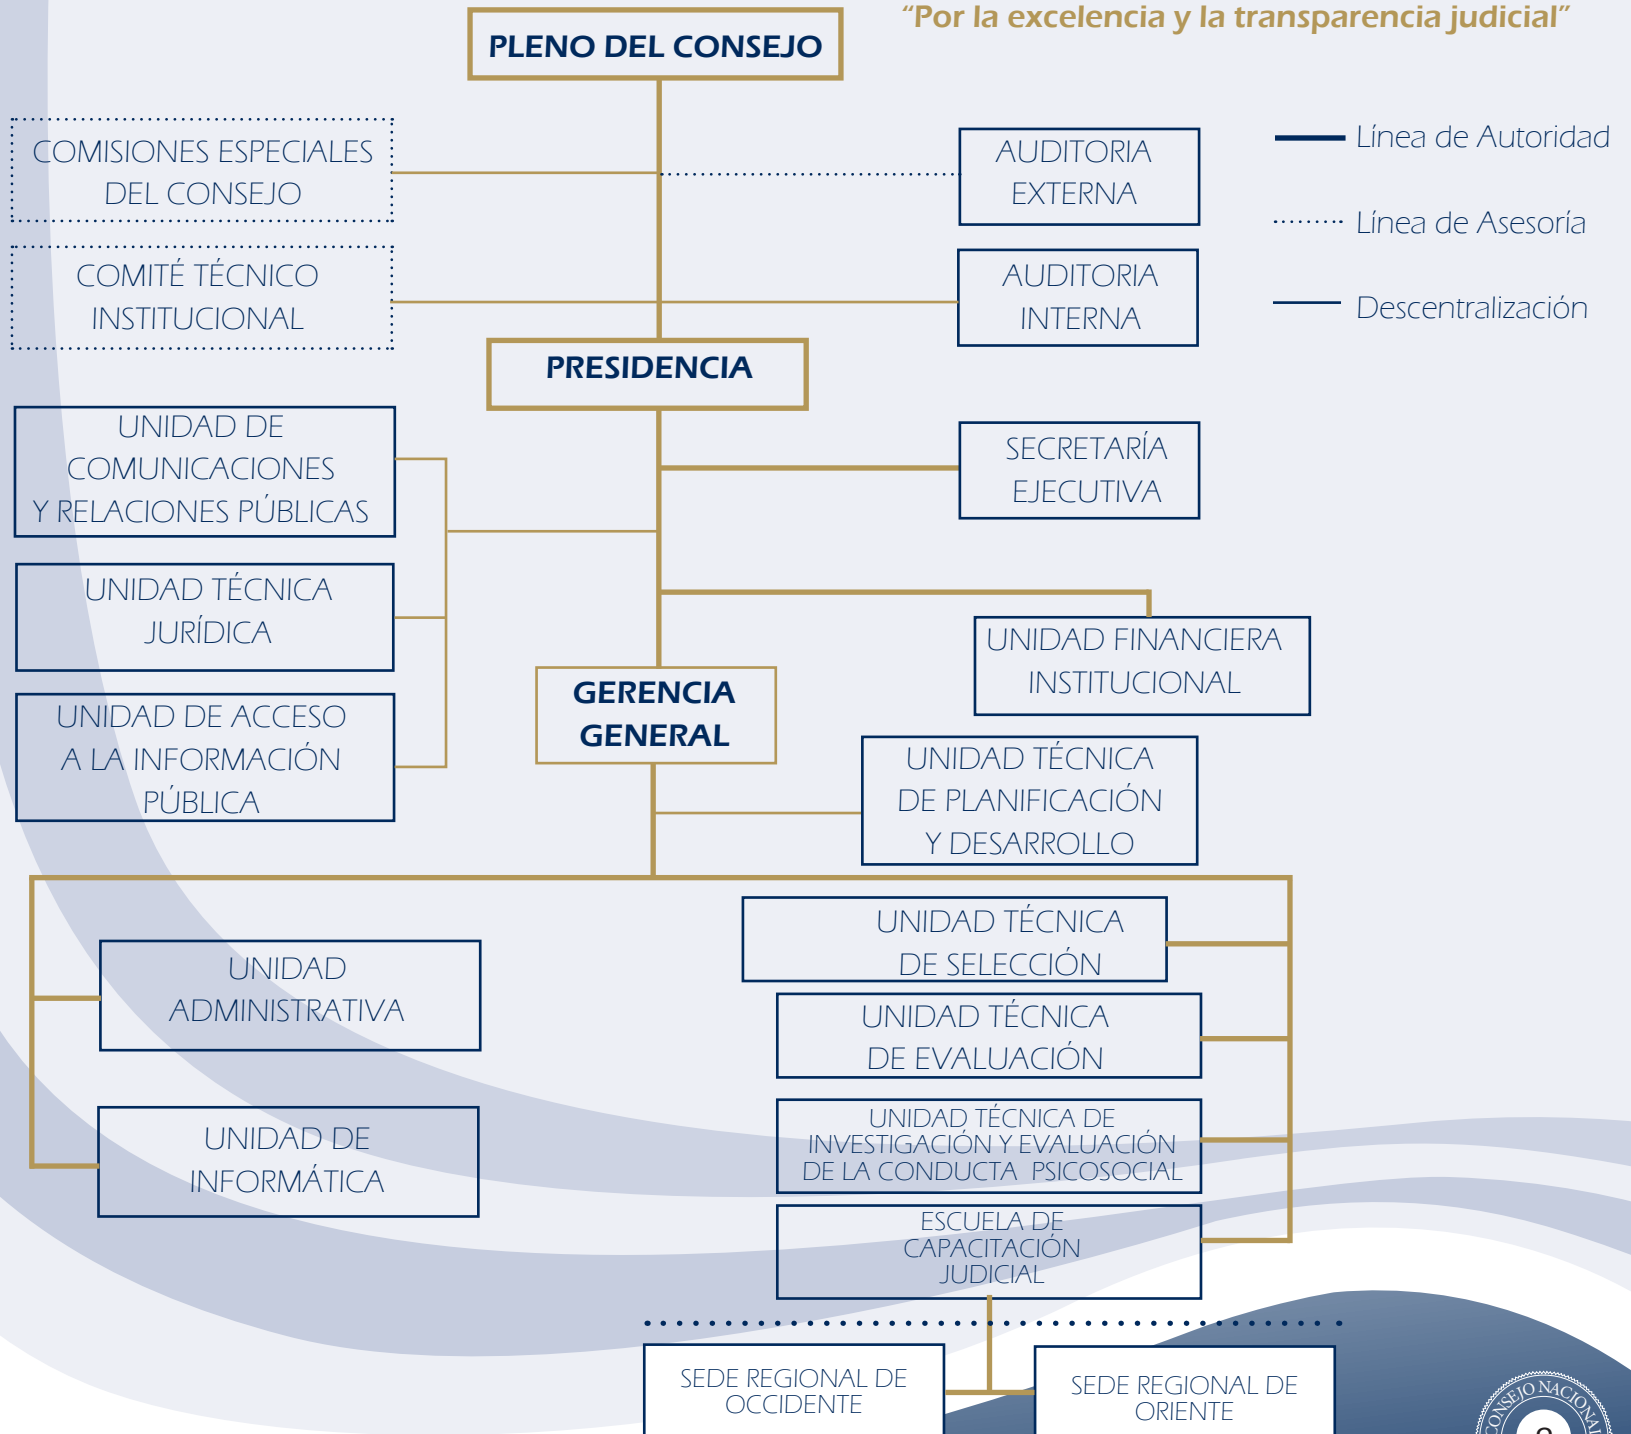 “Por la excelencia y la transparencia judicial”
PLENO DEL CONSEJO
COMISIONES ESPECIALES
DEL CONSEJO
AUDITORIA
EXTERNA
Línea de Autoridad
Línea de Asesoría
Descentralización
COMITÉ TÉCNICO
INSTITUCIONAL
AUDITORIA
INTERNA
PRESIDENCIA
UNIDAD DE
COMUNICACIONES
Y RELACIONES PÚBLICAS
SECRETARÍA
EJECUTIVA
UNIDAD TÉCNICA
JURÍDICA
UNIDAD FINANCIERA
INSTITUCIONAL
UNIDAD DE ACCESO
A LA INFORMACIÓN
PÚBLICA
GERENCIA
GENERAL
UNIDAD TÉCNICA
DE PLANIFICACIÓN
Y DESARROLLO
UNIDAD
ADMINISTRATIVA
UNIDAD DE
INFORMÁTICA
UNIDAD TÉCNICA
DE SELECCIÓN
UNIDAD TÉCNICA
DE EVALUACIÓN
UNIDAD TÉCNICA DE
INVESTIGACIÓN Y EVALUACIÓN
DE LA CONDUCTA PSICOSOCIAL
ESCUELA DE
CAPACITACIÓN
JUDICIAL
SEDE REGIONAL DE
OCCIDENTE
SEDE REGIONAL DE
ORIENTE
CONSEJO NACIONAL